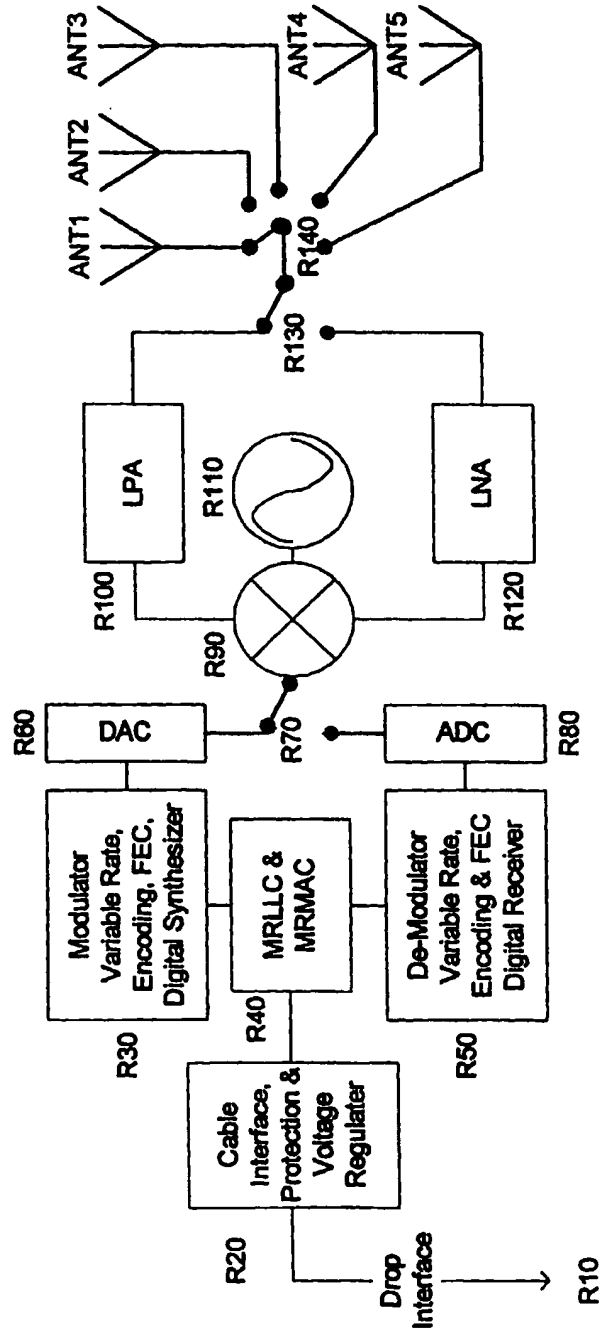 R10
Drop
Interface
R20
Cable
Interface,
Protection &
Voltage
Regulater
R30
Modulator
Variable Rate,
Encoding, FEC,
Digital Synthesizer
R40
MRLLC &
MRMAC
R50
De-Modulator
Variable Rate,
Encoding & FEC
Digital Receiver
R60
DAC
R70
ADC
R80
R90
R100
LPA
R110
LNA
R120
R130
R140
ANT1
ANT2
ANT3
ANT4
ANT5